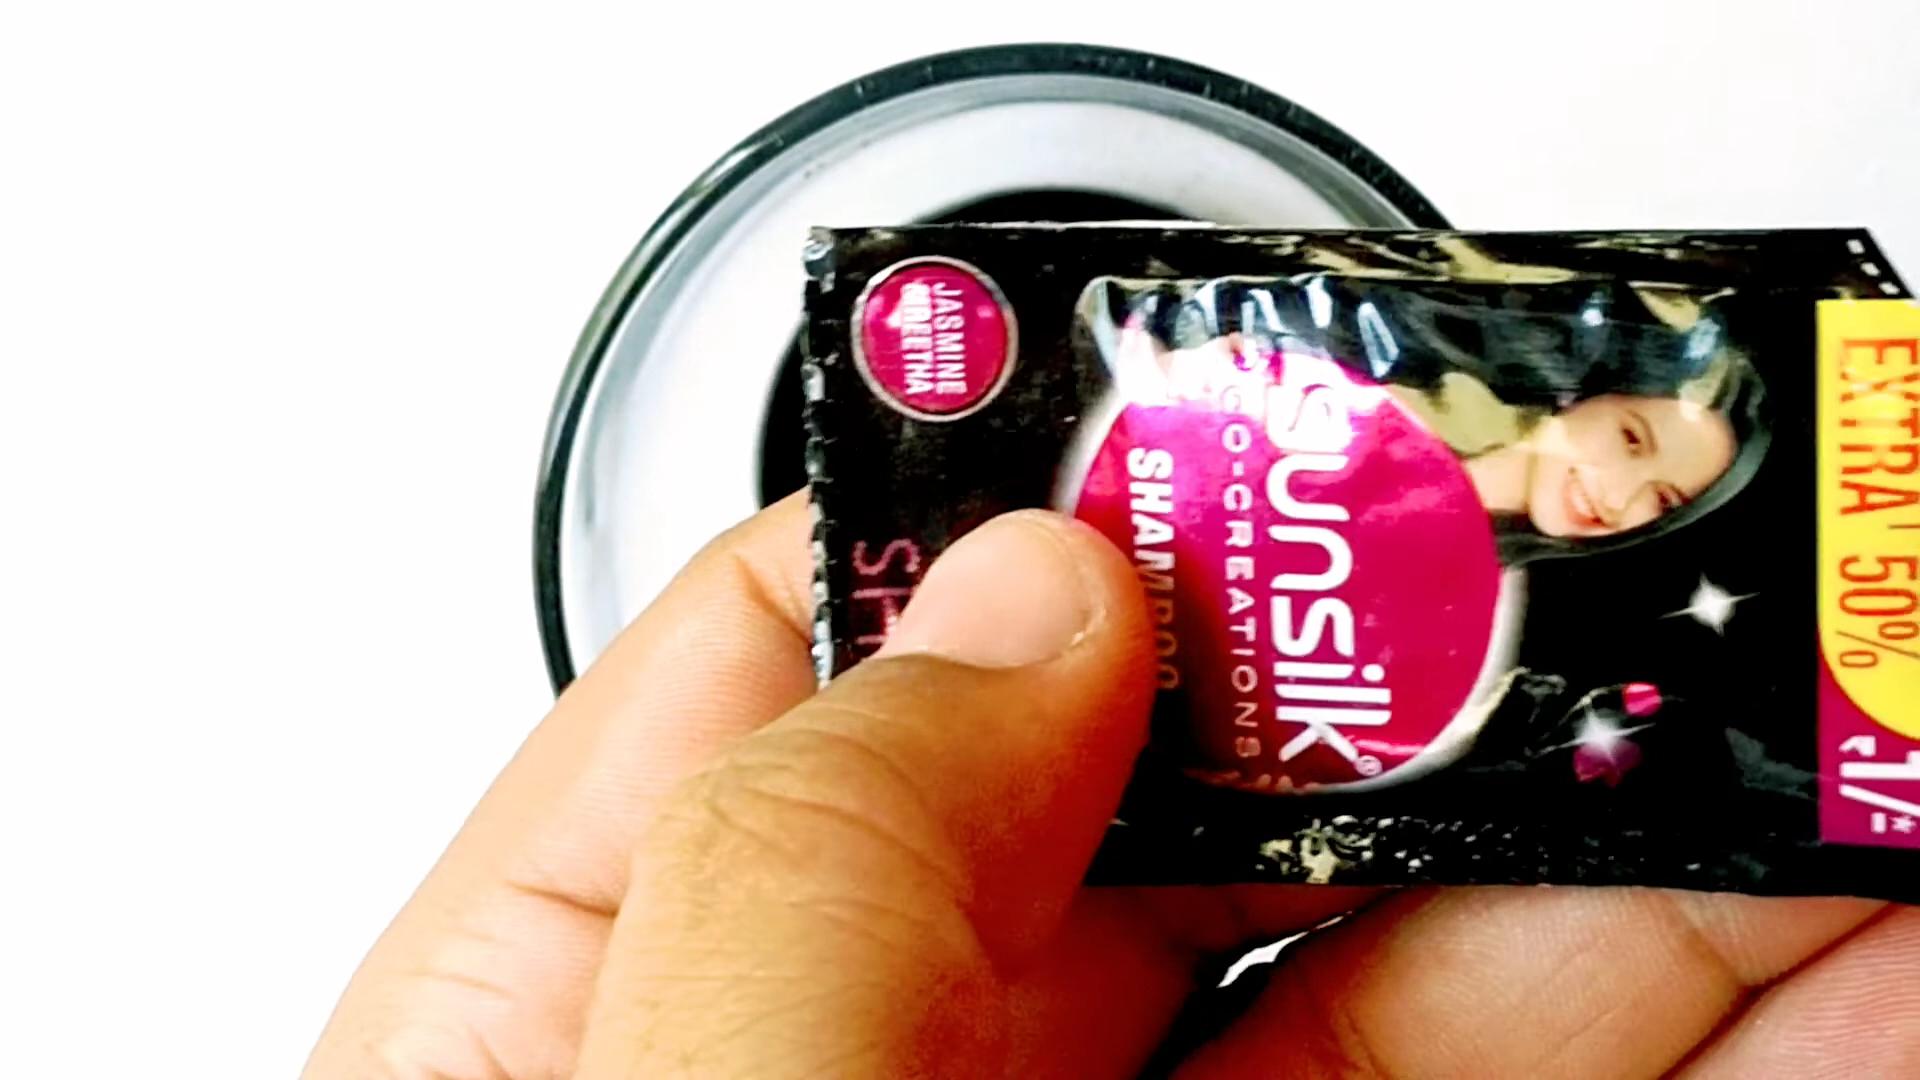 JASMINE
&REETHA
sunsilk®
CO-CREATIONS
SHAMPOO
EXTRA' 50%
₹1/-*